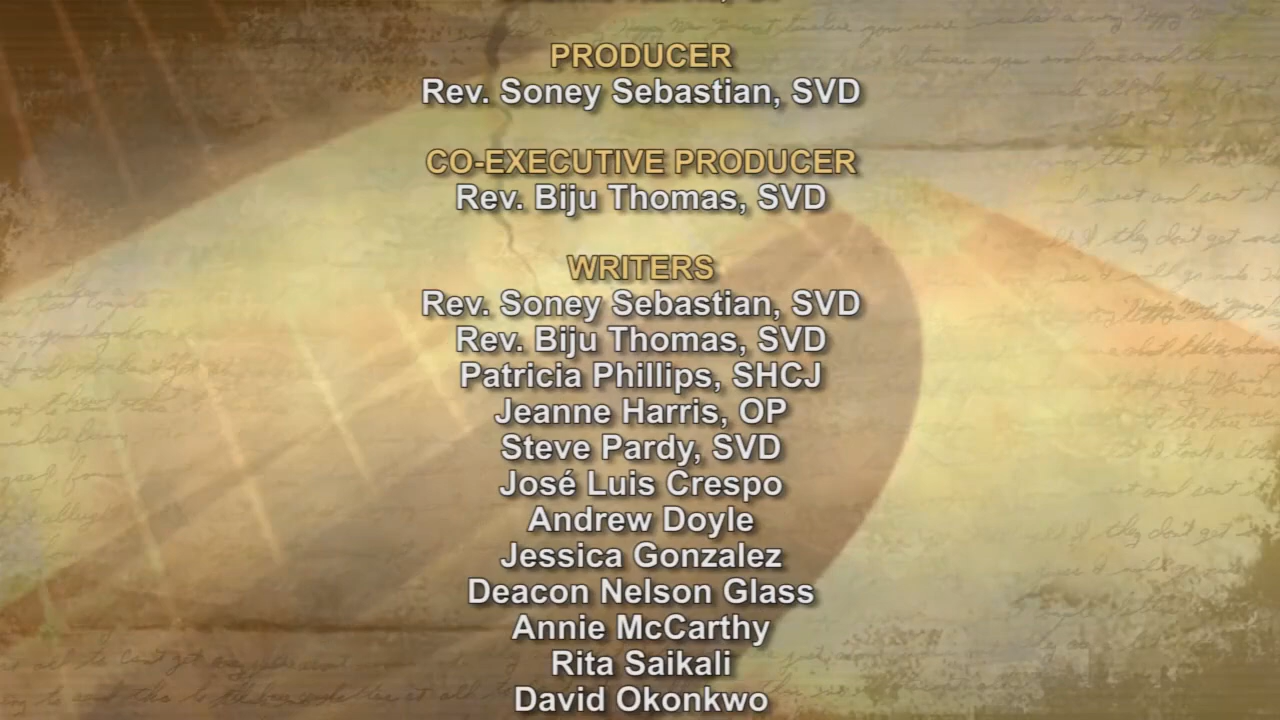 PRODUCER
Rev. Soney Sebastian, SVD
CO-EXECUTIVE PRODUCER
Rev. Biju Thomas, SVD
WRITERS
Rev. Soney Sebastian, SVD
Rev. Biju Thomas, SVD
Patricia Phillips, SHCJ
Jeanne Harris, OP
Steve Pardy, SVD
José Luis Crespo
Andrew Doyle
Jessica Gonzalez
Deacon Nelson Glass
Annie McCarthy
Rita Saikali
David Okonkwo